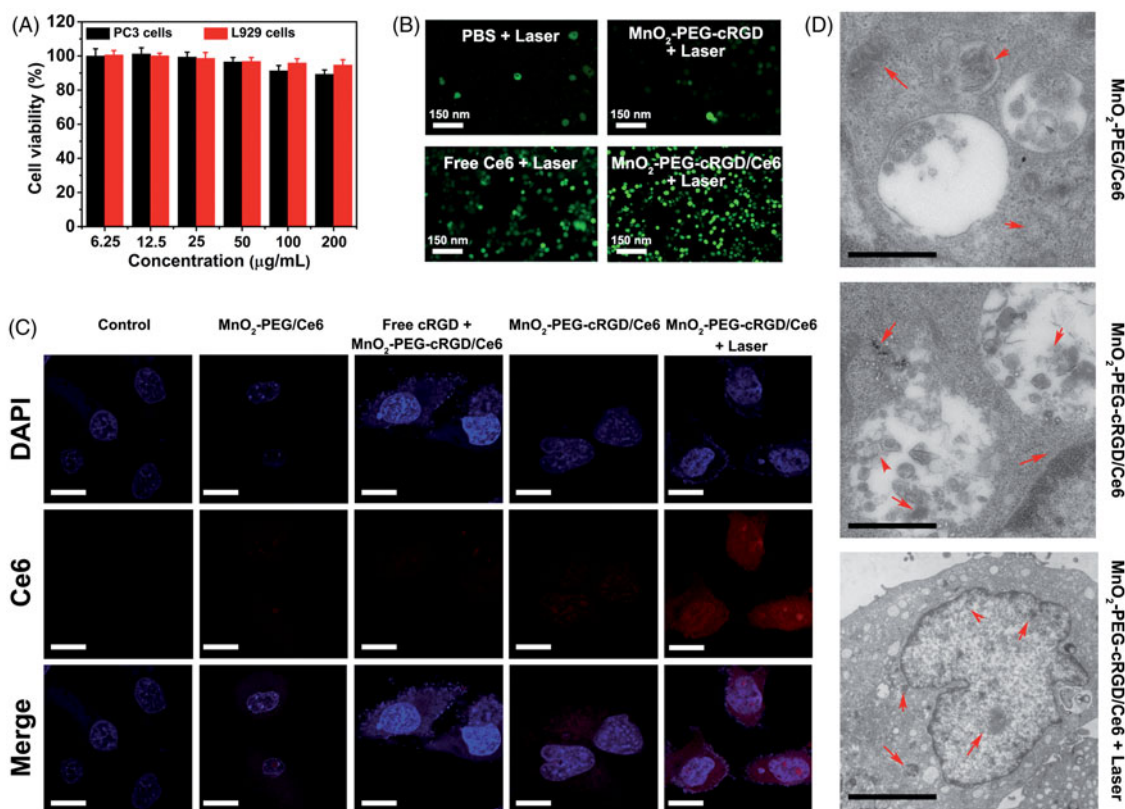 (A)
PC3 cells
L929 cells
Cell viability (%)
120
100
80
60
40
20
0
6.25 12.5 25 50 100 200
Concentration (μg/mL)
(B)
PBS + Laser
150 nm
MnO₂-PEG-cRGD
+ Laser
150 nm
Free Ce6 + Laser
150 nm
MnO₂-PEG-cRGD/Ce6
+ Laser
150 nm
(C)
Control
MnO₂-PEG/Ce6
Free cRGD +
MnO₂-PEG-cRGD/Ce6
MnO₂-PEG-cRGD/Ce6
MnO₂-PEG-cRGD/Ce6
+ Laser
DAPI
Ce6
Merge
(D)
MnO₂-PEG/Ce6
MnO₂-PEG-cRGD/Ce6
MnO₂-PEG-cRGD/Ce6 + Laser